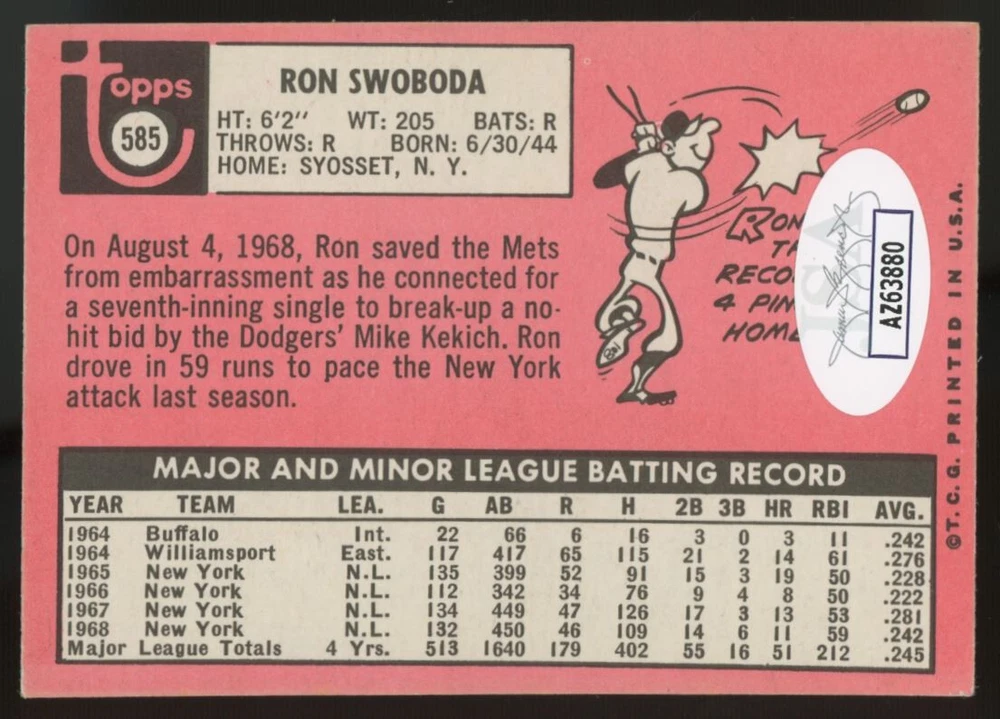 topps
585
RON SWOBODA
HT: 6'2" WT: 205 BATS: R
THROWS: R BORN: 6/30/44
HOME: SYOSSET, N. Y.
On August 4, 1968, Ron saved the Mets
from embarrassment as he connected for
a seventh-inning single to break-up a no-
hit bid by the Dodgers' Mike Kekich. Ron
drove in 59 runs to pace the New York
attack last season.
RON
RECO
4 PIN
HOME
AZ63880
©T. C. G. PRINTED IN U.S.A.
MAJOR AND MINOR LEAGUE BATTING RECORD
YEAR TEAM LEA. G AB R H 2B 3B HR RBI AVG.
1964 Buffalo Int. 22 66 6 16 3 0 3 11 .242
1964 Williamsport East. 117 417 65 115 21 2 14 61 .276
1965 New York N.L. 135 399 52 91 15 3 19 50 .228
1966 New York N.L. 112 342 34 76 9 4 8 50 .222
1967 New York N.L. 134 449 47 126 17 3 13 53 .281
1968 New York N.L. 132 450 46 109 14 6 11 59 .242
Major League Totals 4 Yrs. 513 1640 179 402 55 16 51 212 .245